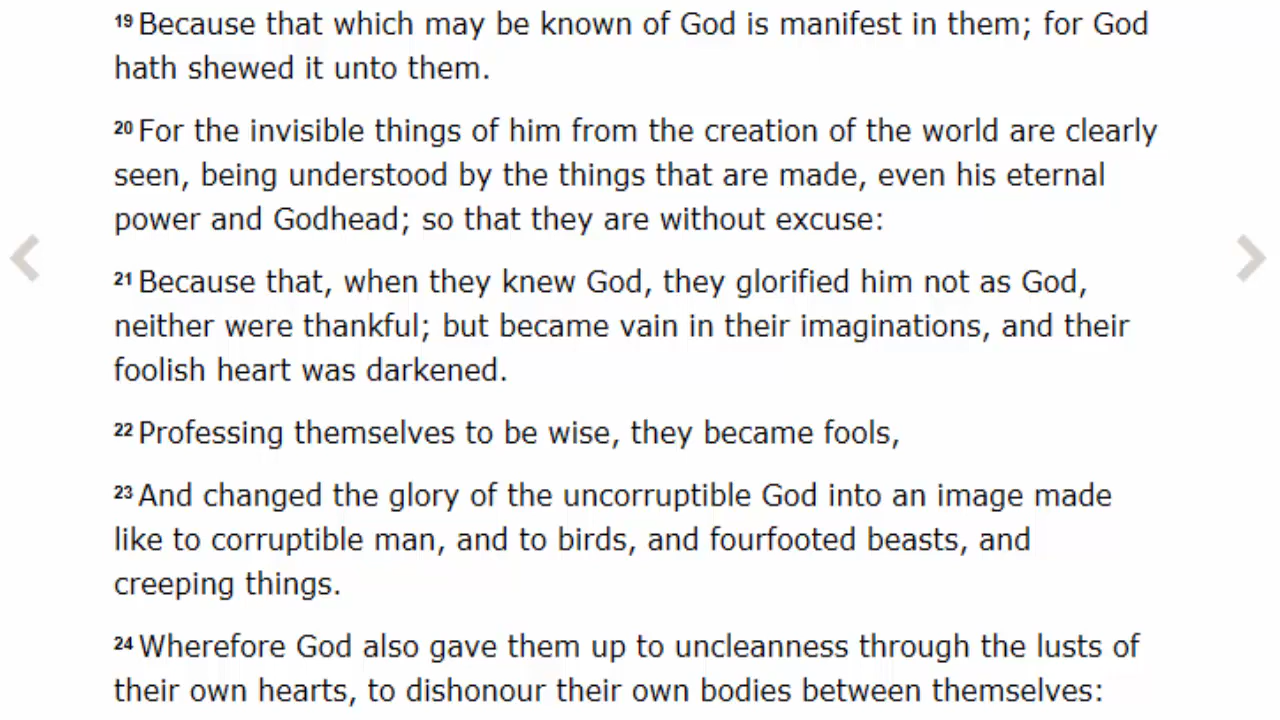 19 Because that which may be known of God is manifest in them; for God
hath shewed it unto them.
20 For the invisible things of him from the creation of the world are clearly
seen, being understood by the things that are made, even his eternal
power and Godhead; so that they are without excuse:
21 Because that, when they knew God, they glorified him not as God,
neither were thankful; but became vain in their imaginations, and their
foolish heart was darkened.
22 Professing themselves to be wise, they became fools,
23 And changed the glory of the uncorruptible God into an image made
like to corruptible man, and to birds, and fourfooted beasts, and
creeping things.
24 Wherefore God also gave them up to uncleanness through the lusts of
their own hearts, to dishonour their own bodies between themselves: